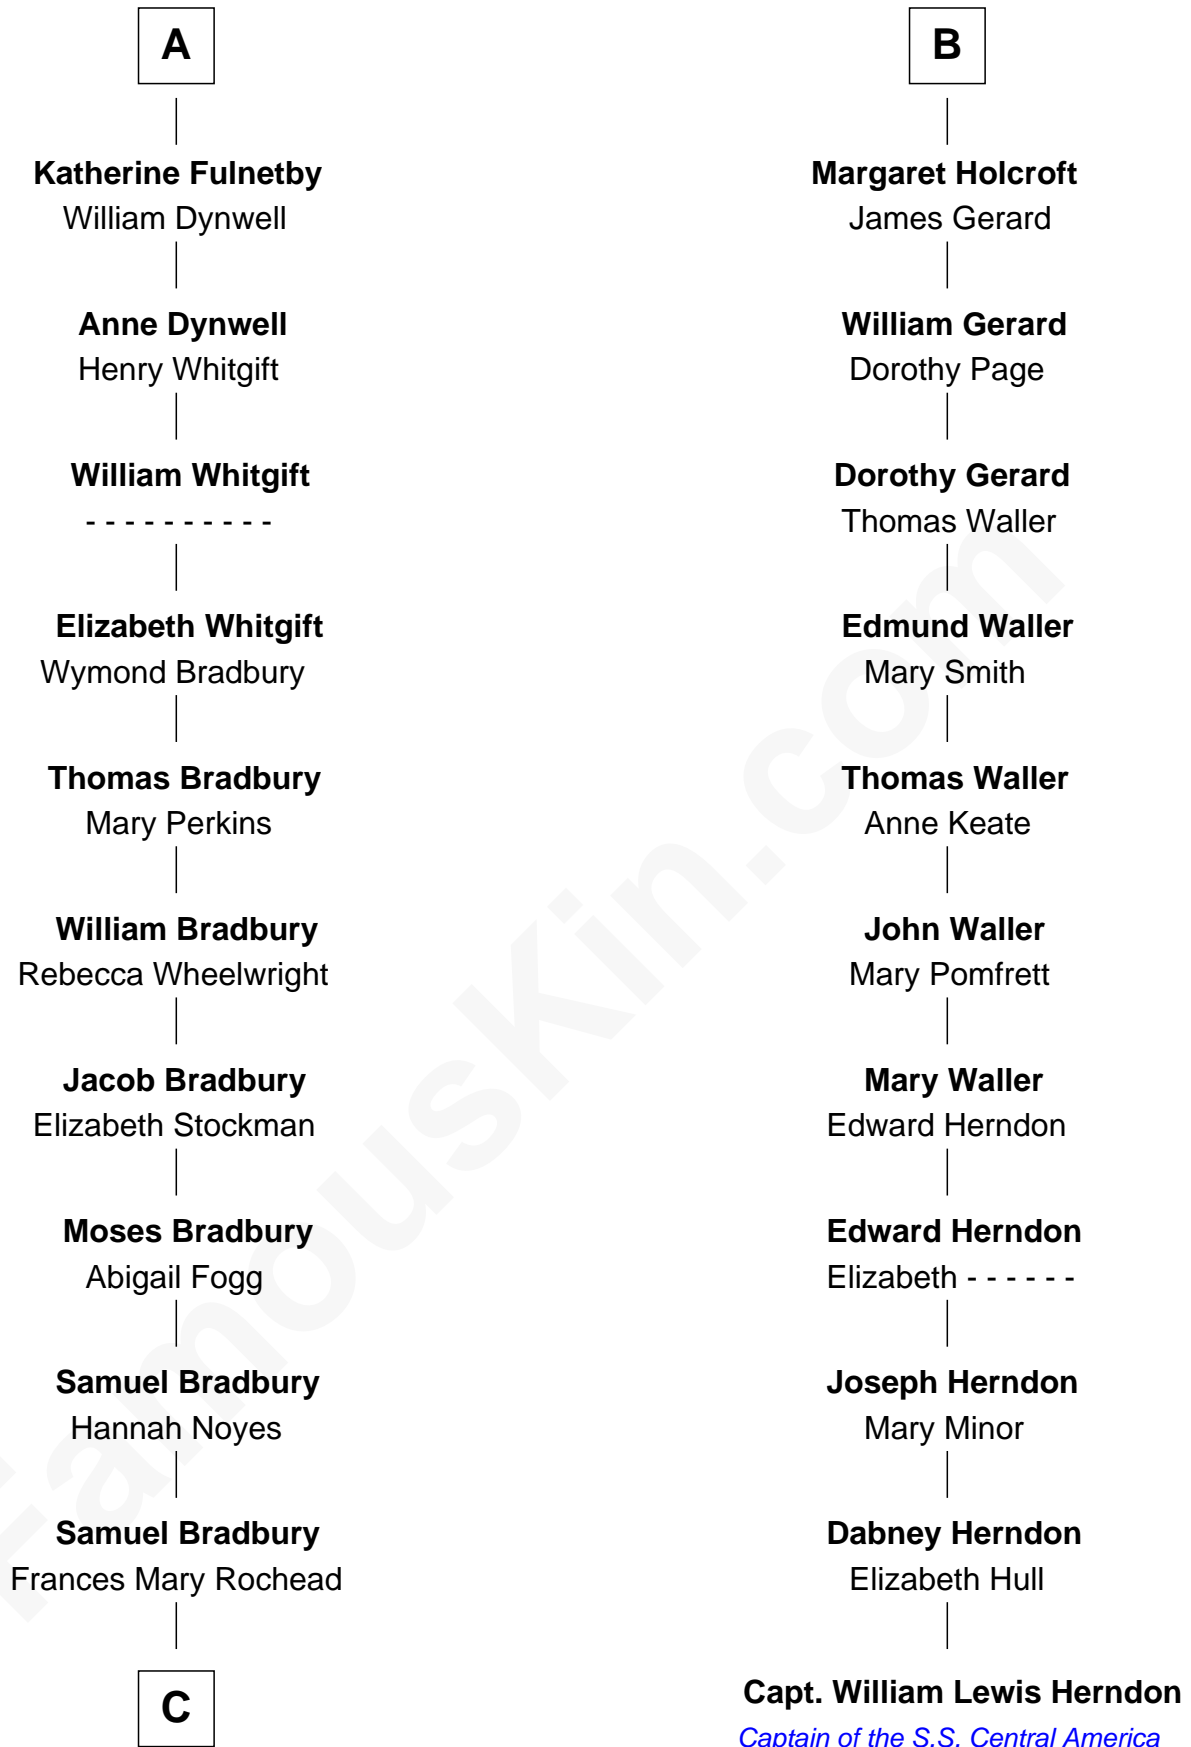 A
Katherine Fulnetby
William Dynwell
Anne Dynwell
Henry Whitgift
William Whitgift
- - - - - - - - - -
Elizabeth Whitgift
Wymond Bradbury
Thomas Bradbury
Mary Perkins
William Bradbury
Rebecca Wheelwright
Jacob Bradbury
Elizabeth Stockman
Moses Bradbury
Abigail Fogg
Samuel Bradbury
Hannah Noyes
Samuel Bradbury
Frances Mary Rochead
C
B
Margaret Holcroft
James Gerard
William Gerard
Dorothy Page
Dorothy Gerard
Thomas Waller
Edmund Waller
Mary Smith
Thomas Waller
Anne Keate
John Waller
Mary Pomfrett
Mary Waller
Edward Herndon
Edward Herndon
Elizabeth - - - - - -
Joseph Herndon
Mary Minor
Dabney Herndon
Elizabeth Hull
Capt. William Lewis Herndon
Captain of the S.S. Central America
FamousKin.com